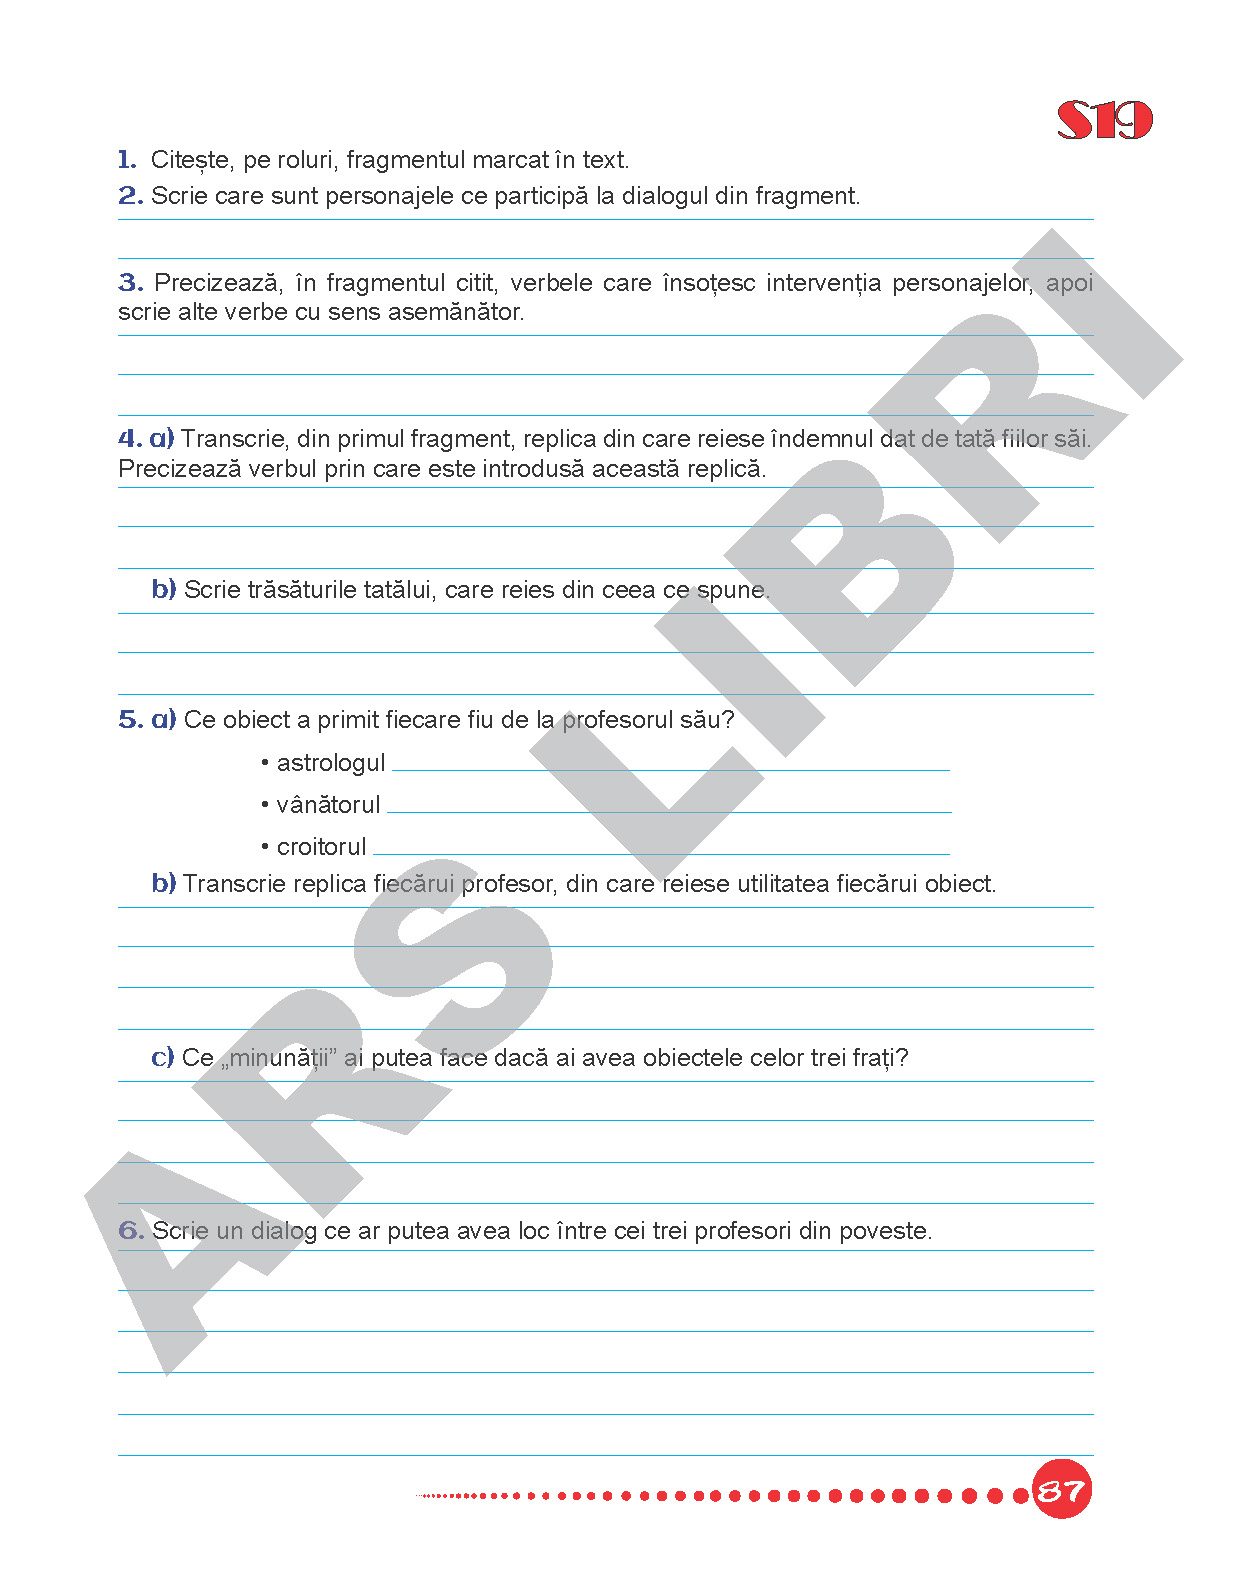 S19
1. Citește, pe roluri, fragmentul marcat în text.
2. Scrie care sunt personajele ce participă la dialogul din fragment.
3. Precizează, în fragmentul citit, verbele care însoțesc intervenția personajelor, apoi
scrie alte verbe cu sens asemănător.
4. a) Transcrie, din primul fragment, replica din care reiese îndemnul dat de tată fiilor săi.
Precizează verbul prin care este introdusă această replică.
b) Scrie trăsăturile tatălui, care reies din ceea ce spune.
5. a) Ce obiect a primit fiecare fiu de la profesorul său?
• astrologul
• vânătorul
• croitorul
b) Transcrie replica fiecărui profesor, din care reiese utilitatea fiecărui obiect.
c) Ce „minunății” ai putea face dacă ai avea obiectele celor trei frați?
6. Scrie un dialog ce ar putea avea loc între cei trei profesori din poveste.
87
ARS LIBRI